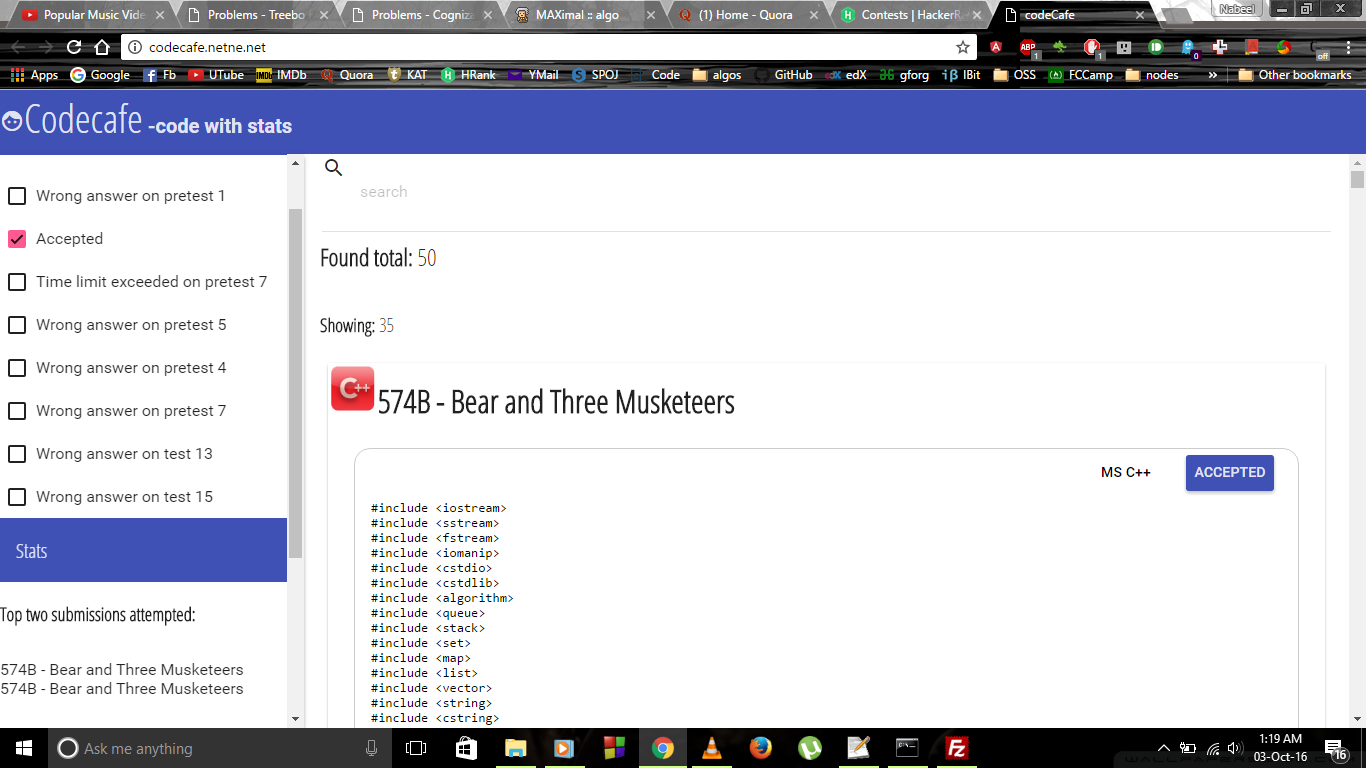 Popular Music Vide
Problems - Treebo
Problems - Cogniza
MAXimal :: algo
(1) Home - Quora
Contests | HackerR
codeCafe
Nabeel
codecafe.netne.net
Apps Google Fb UTube IMDb Quora KAT HRank YMail SPOJ Code algos GitHub edX gforg IBit OSS FCCamp nodes » Other bookmarks
Codecafe -code with stats
Wrong answer on pretest 1
Accepted
Time limit exceeded on pretest 7
Wrong answer on pretest 5
Wrong answer on pretest 4
Wrong answer on pretest 7
Wrong answer on test 13
Wrong answer on test 15
Stats
Top two submissions attempted:
574B - Bear and Three Musketeers
574B - Bear and Three Musketeers
search
Found total: 50
Showing: 35
C++ 574B - Bear and Three Musketeers
MS C++ ACCEPTED
#include <iostream>
#include <sstream>
#include <fstream>
#include <iomanip>
#include <cstdio>
#include <cstdlib>
#include <algorithm>
#include <queue>
#include <stack>
#include <set>
#include <map>
#include <list>
#include <vector>
#include <string>
#include <cstring>
Ask me anything
1:19 AM
03-Oct-16
16